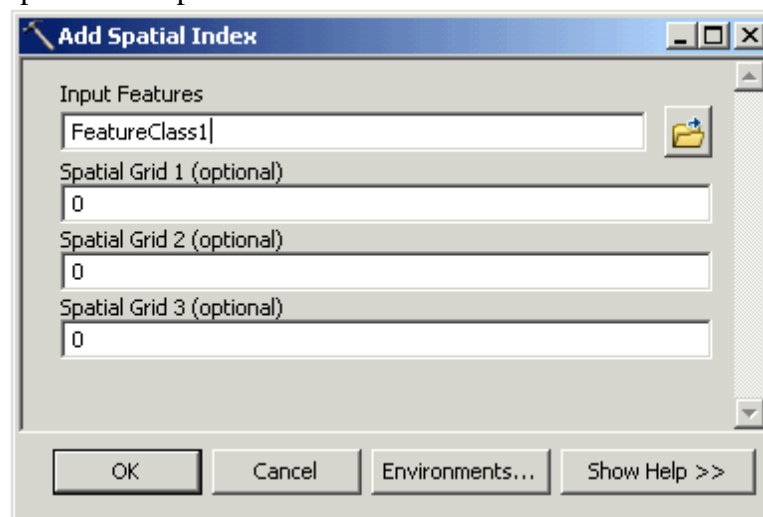 Add Spatial Index
Input Features
FeatureClass1
Spatial Grid 1 (optional)
0
Spatial Grid 2 (optional)
0
Spatial Grid 3 (optional)
0
OK Cancel Environments... Show Help >>